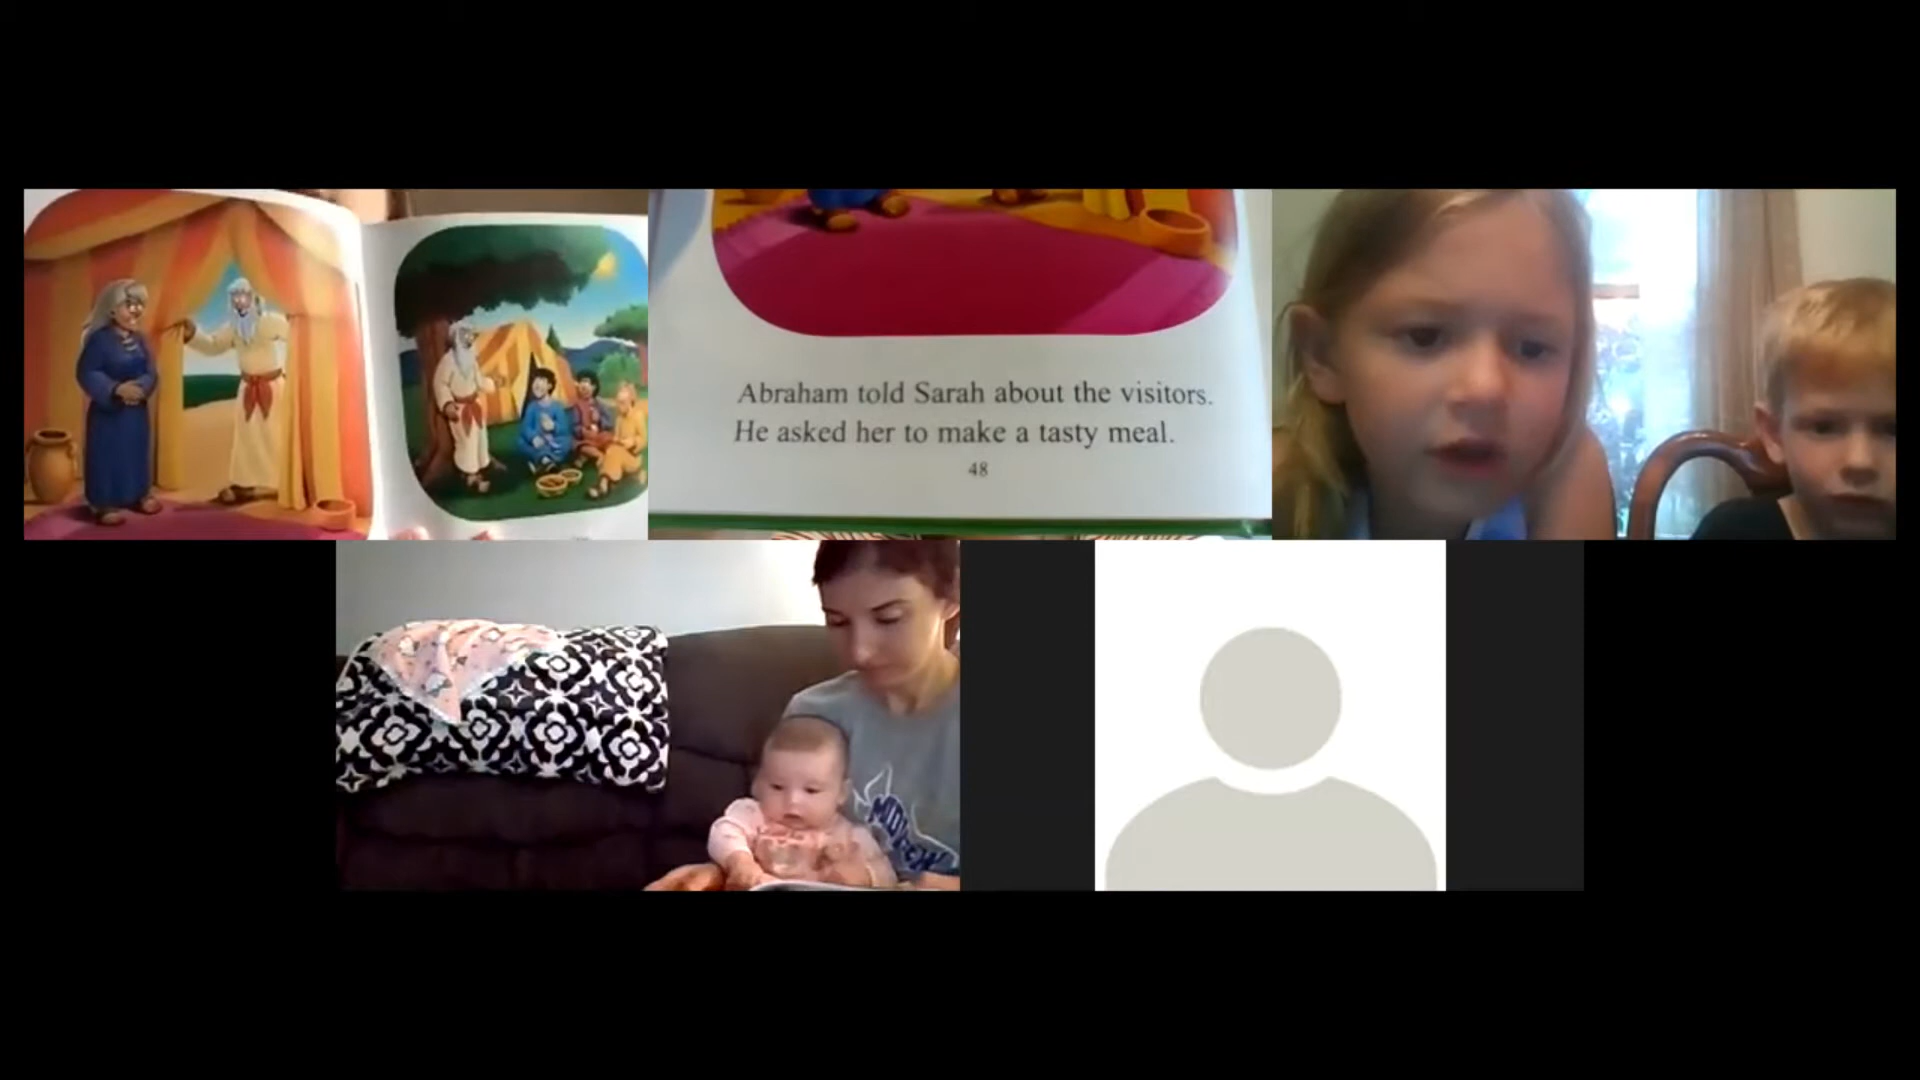 Abraham told Sarah about the visitors.
He asked her to make a tasty meal.
48